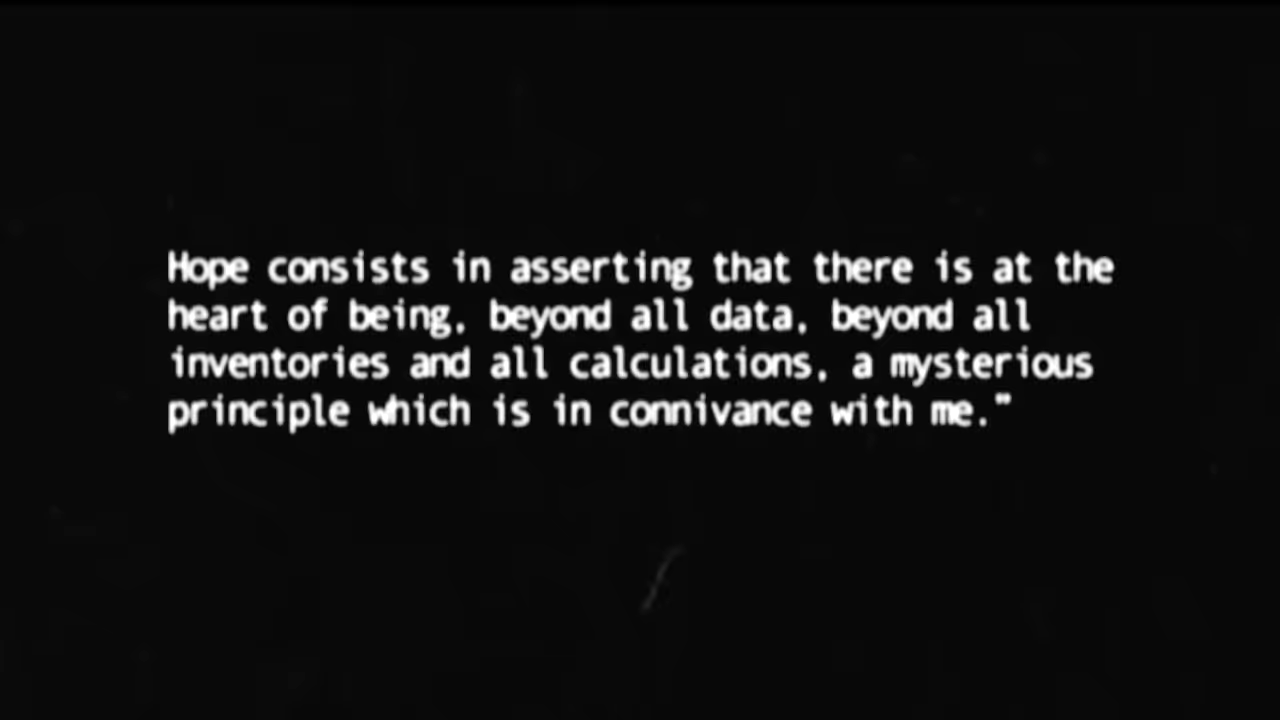 Hope consists in asserting that there is at the
heart of being, beyond all data, beyond all
inventories and all calculations, a mysterious
principle which is in connivance with me."